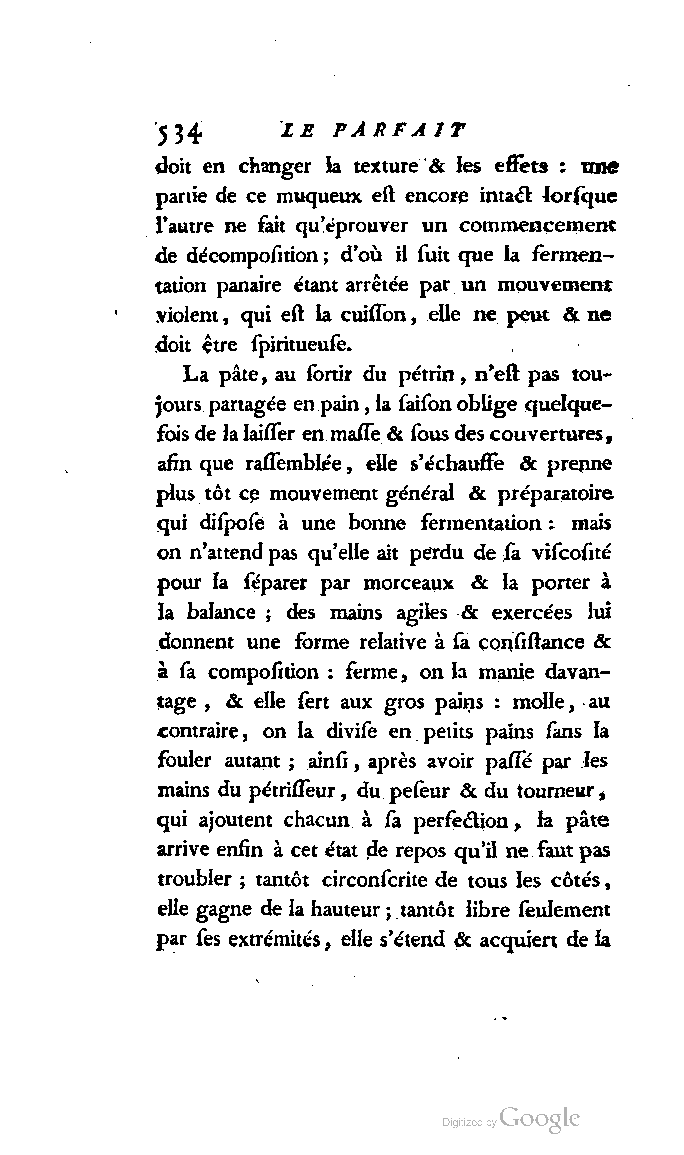 534 LE PARFAIT
doit en changer la texture & les effets : une
partie de ce muqueux eſt encore intact lorſque
l'autre ne fait qu'éprouver un commencement
de décompoſition ; d'où il ſuit que la fermen-
tation panaire étant arrêtée par un mouvement
violent, qui eſt la cuiſſon, elle ne peut & ne
doit être ſpiritueuſe.
La pâte, au ſortir du pétrin, n'eſt pas tou-
jours partagée en pain, la ſaiſon oblige quelque-
fois de la laiſſer en maſſe & ſous des couvertures,
afin que raſſemblée, elle s'échauffe & prenne
plus tôt ce mouvement général & préparatoire
qui diſpoſe à une bonne fermentation : mais
on n'attend pas qu'elle ait perdu de ſa viſcoſité
pour la ſéparer par morceaux & la porter à
la balance ; des mains agiles & exercées lui
donnent une forme relative à ſa conſiſtance &
à ſa compoſition : ferme, on la manie davan-
tage, & elle ſert aux gros pains : molle, au
contraire, on la diviſe en petits pains ſans la
fouler autant ; ainſi, après avoir paſſé par les
mains du pétriſſeur, du peſeur & du tourneur,
qui ajoutent chacun à ſa perfection, la pâte
arrive enfin à cet état de repos qu'il ne faut pas
troubler ; tantôt circonſcrite de tous les côtés,
elle gagne de la hauteur ; tantôt libre ſeulement
par ſes extrémités, elle s'étend & acquiert de la
Digitized by Google